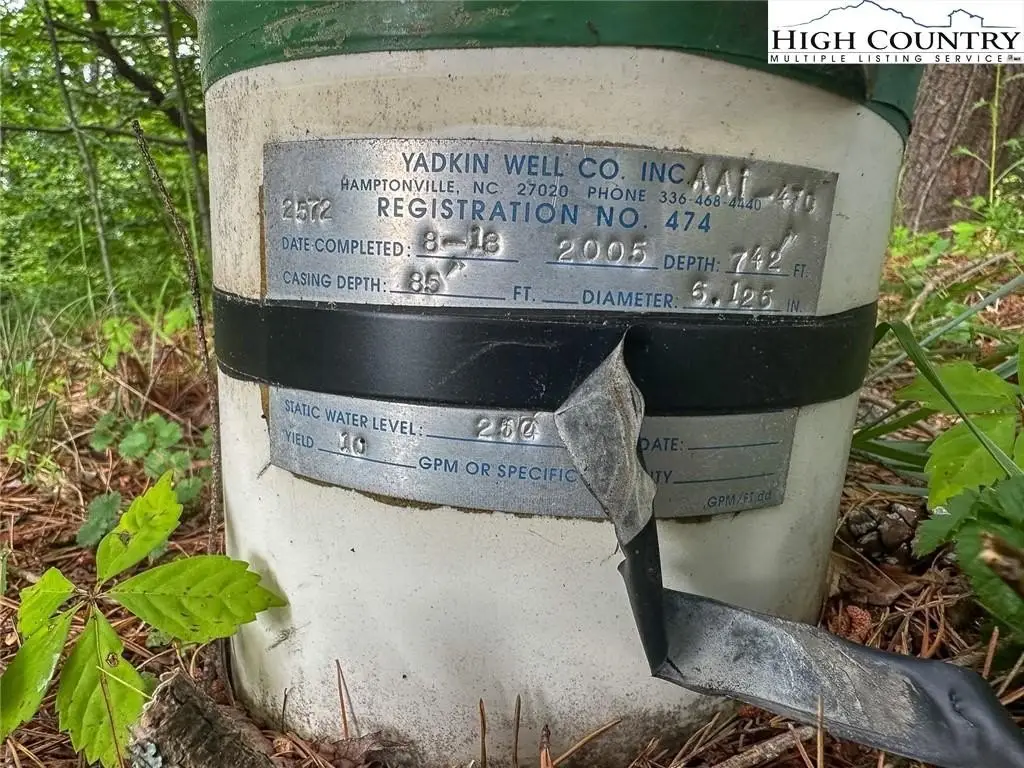 HIGH COUNTRY
MULTIPLE LISTING SERVICE
YADKIN WELL CO. INC. AAI 470
HAMPTONVILLE, NC. 27020 PHONE 336-468-4440
2572 REGISTRATION NO. 474
DATE COMPLETED: 8-18 2005 DEPTH: 742' FT.
CASING DEPTH: 85' FT. DIAMETER: 6.125 IN.
STATIC WATER LEVEL: DATE:
YIELD 10 GPM OR SPECIFIC
GPM/FT.dd